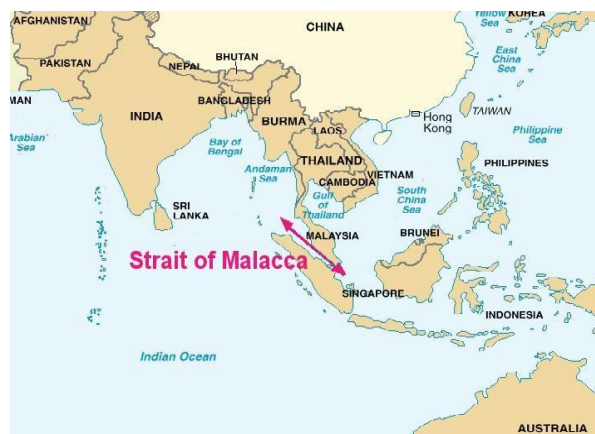 AFGHANISTAN
CHINA
Yellow
Sea
KOREA
East
China
Sea
PAKISTAN
NEPAL
BHUTAN
MAN
BANGLADESH
TAIWAN
Hong
Kong
INDIA
BURMA
Arabian
Sea
LAOS
Bay of
Bengal
Philippine
Sea
THAILAND
PHILIPPINES
Andaman
Sea
VIETNAM
CAMBODIA
SRI
LANKA
Gulf
of
Thailand
South
China
Sea
MALAYSIA
BRUNEI
Strait of Malacca
SINGAPORE
INDONESIA
Indian Ocean
AUSTRALIA